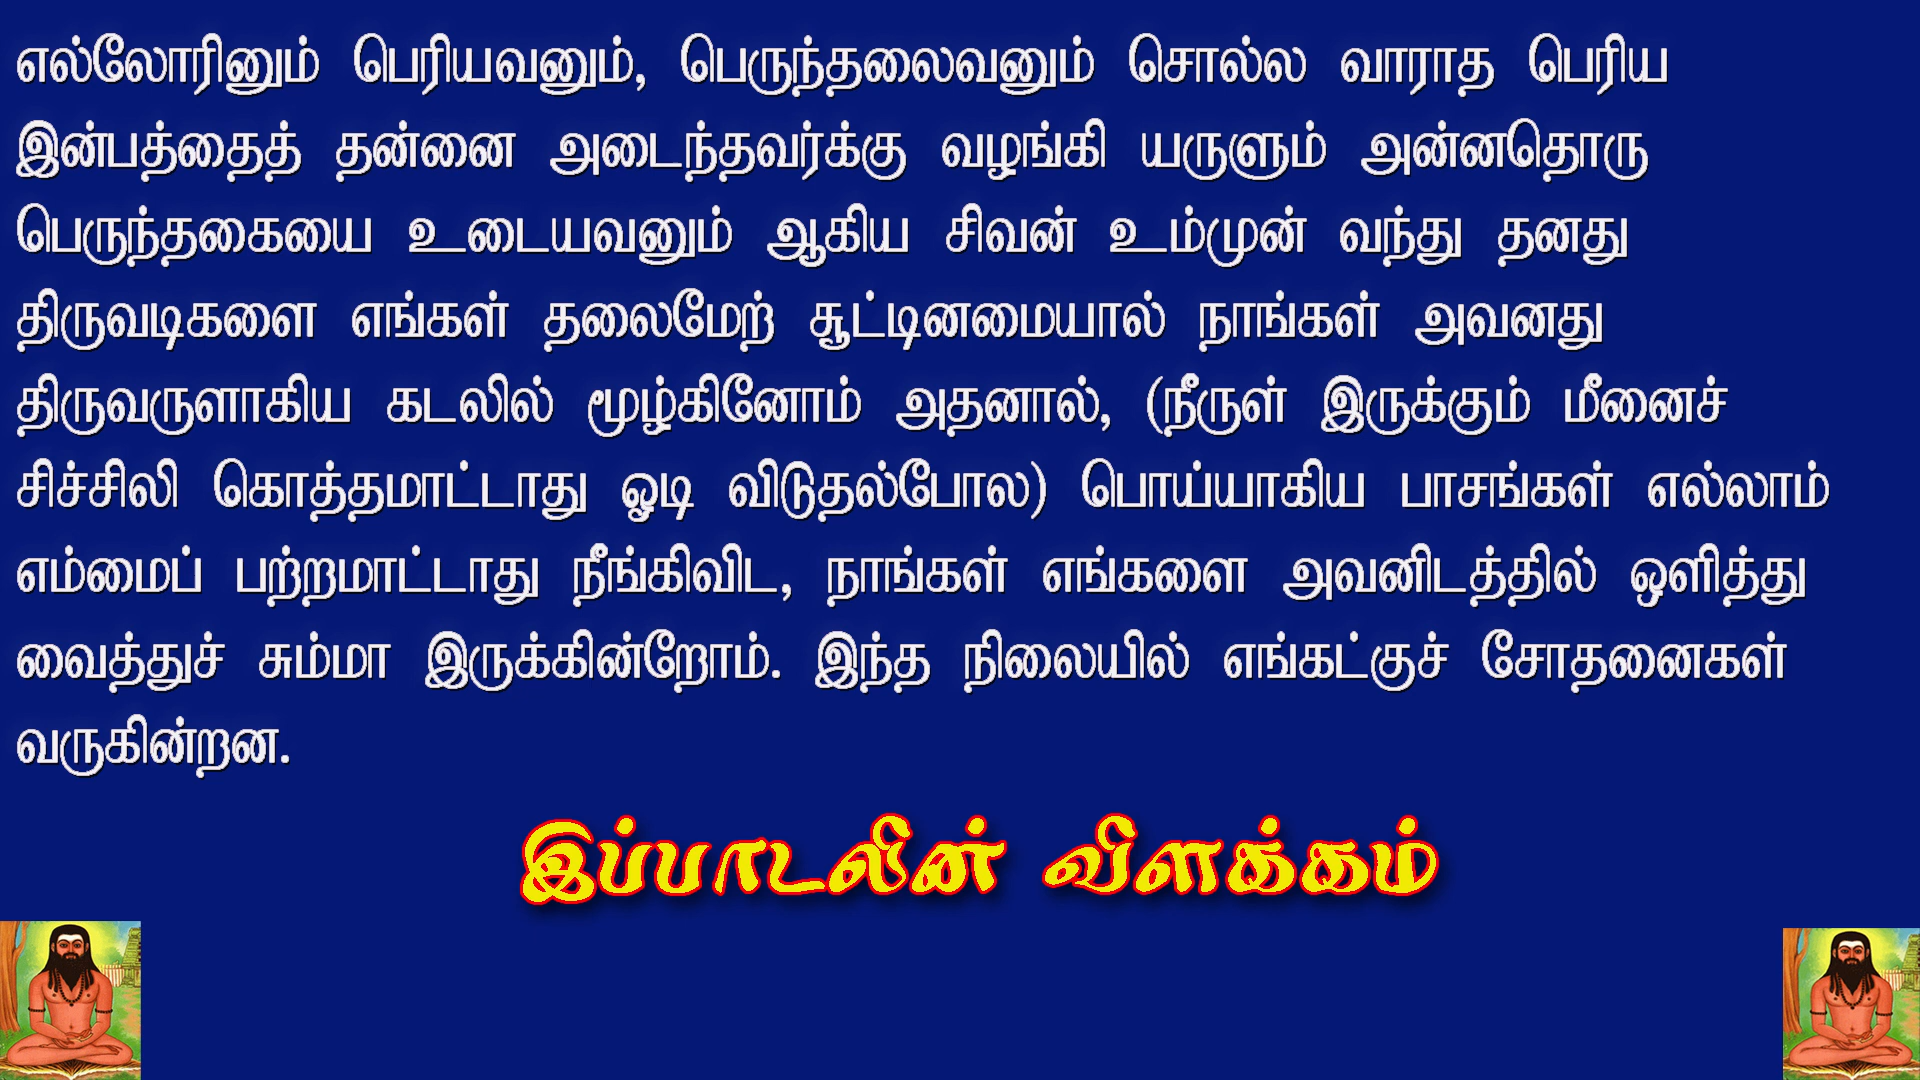 எல்லோரினும் பெரியவனும், பெருந்தலைவனும் சொல்ல வாராத பெரிய
இன்பத்தைத் தன்னை அடைந்தவர்க்கு வழங்கி யருளும் அன்னதொரு
பெருந்தகையை உடையவனும் ஆகிய சிவன் உம்முன் வந்து தனது
திருவடிகளை எங்கள் தலைமேற் சூட்டினமையால் நாங்கள் அவனது
திருவருளாகிய கடலில் மூழ்கினோம் அதனால், (நீருள் இருக்கும் மீனைச்
சிச்சிலி கொத்தமாட்டாது ஓடி விடுதல்போல) பொய்யாகிய பாசங்கள் எல்லாம்
எம்மைப் பற்றமாட்டாது நீங்கிவிட, நாங்கள் எங்களை அவனிடத்தில் ஒளித்து
வைத்துச் சும்மா இருக்கின்றோம். இந்த நிலையில் எங்கட்குச் சோதனைகள்
வருகின்றன.
இப்பாடலின் விளக்கம்